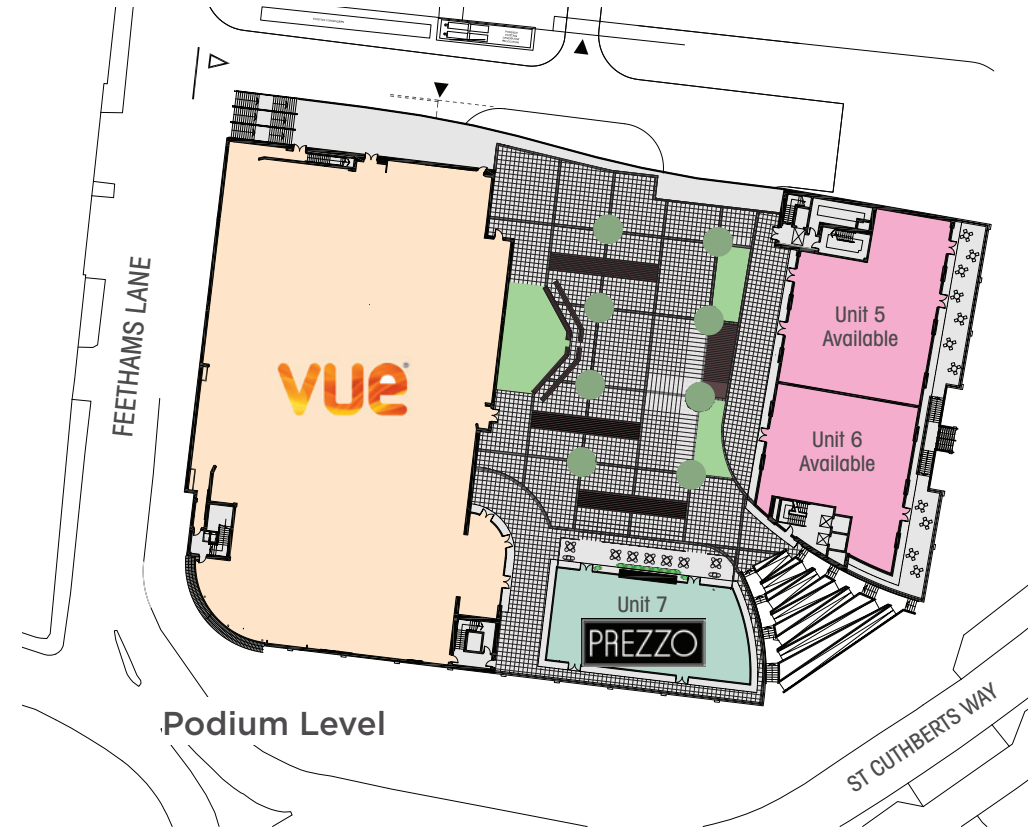 FEETHAMS LANE
vue
Unit 5
Available
Unit 6
Available
Unit 7
PREZZO
Podium Level
ST CUTHBERTS WAY